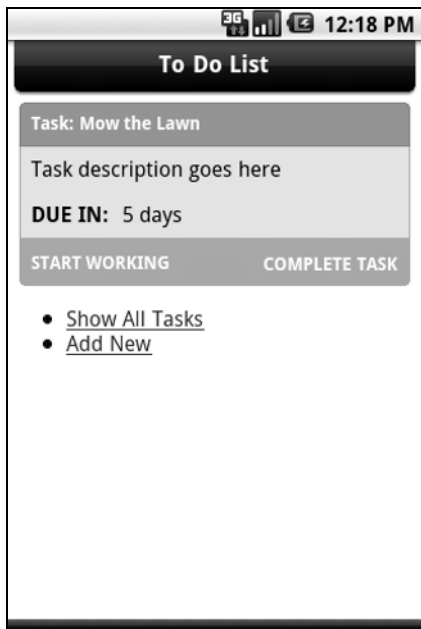 3G 12:18 PM
To Do List
Task: Mow the Lawn
Task description goes here
DUE IN: 5 days
START WORKING COMPLETE TASK
Show All Tasks
Add New